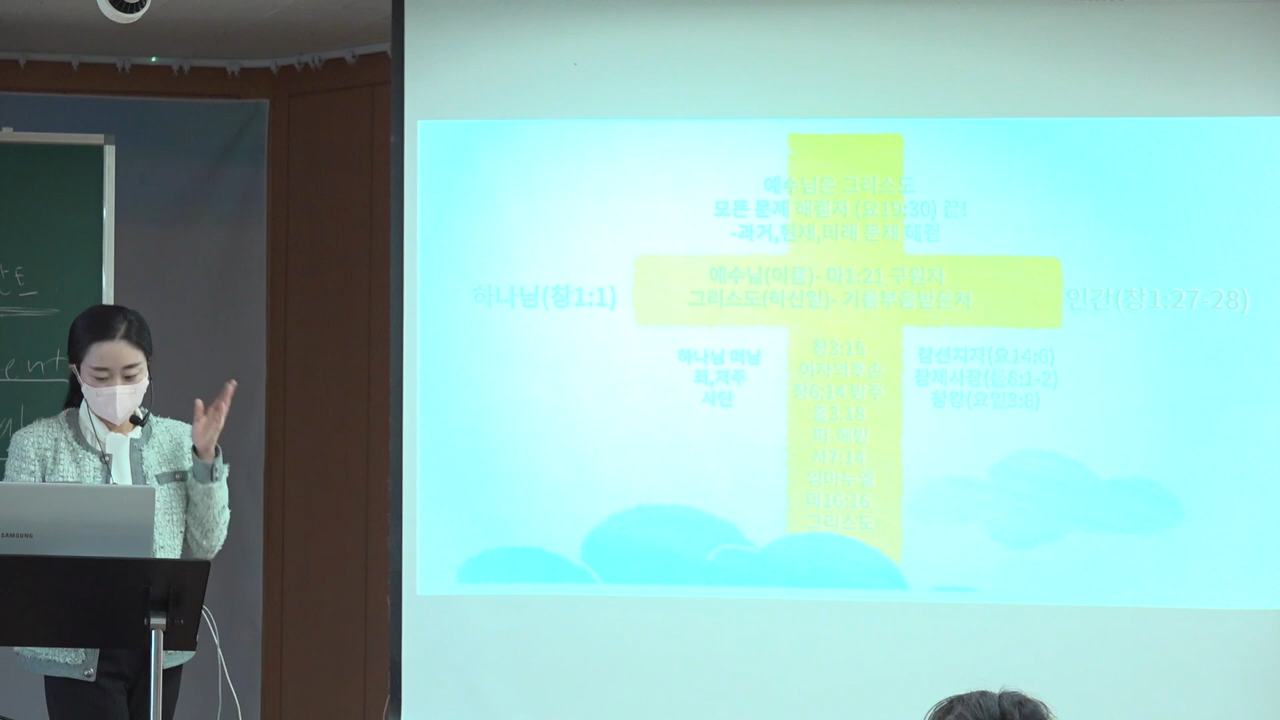 예수님은 그리스도
모든 문제 해결자 (요19:30) 끝!
-과거,현재,미래 문제 해결
예수님(이름)- 마1:21 구원자
그리스도(하신일)- 기름부음받은자
하나님(창1:1)
인간(창1:27-28)
하나님 떠남
죄,저주
사단
창3:15
여자의후손
창6:14 방주
출3:18
피
사7:14
임마누엘
마16:16
그리스도
참선지자(요14:6)
참제사장(롬8:1-2)
참왕(요일3:8)
SAMSUNG